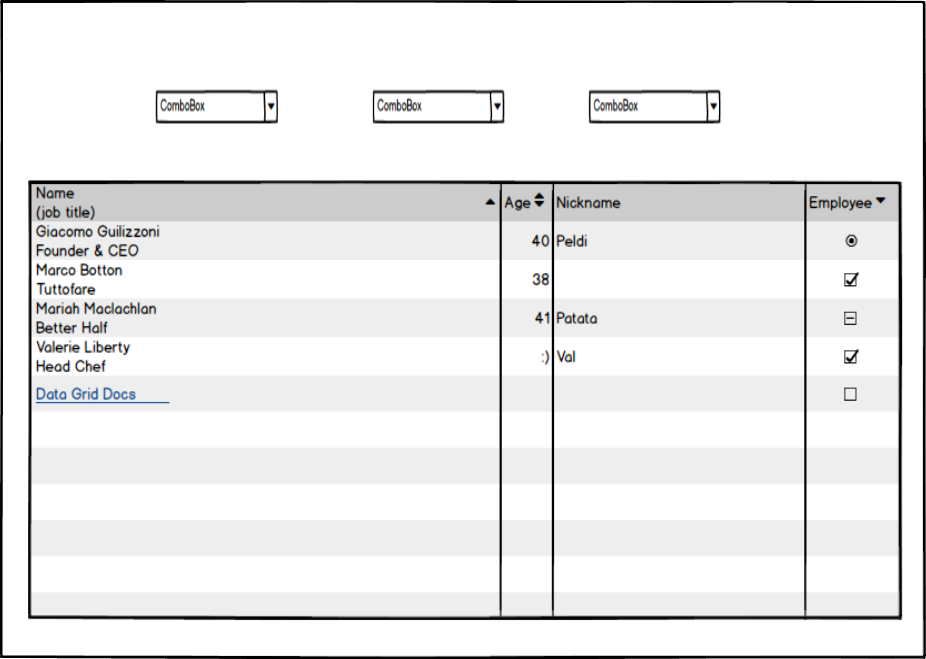 ComboBox
ComboBox
ComboBox
Name
(job title)
Age
Nickname
Employee
Giacomo Guilizzoni
Founder & CEO
40
Peldi
Marco Botton
Tuttofare
38
Mariah Maclachlan
Better Half
41
Patata
Valerie Liberty
Head Chef
:)
Val
Data Grid Docs